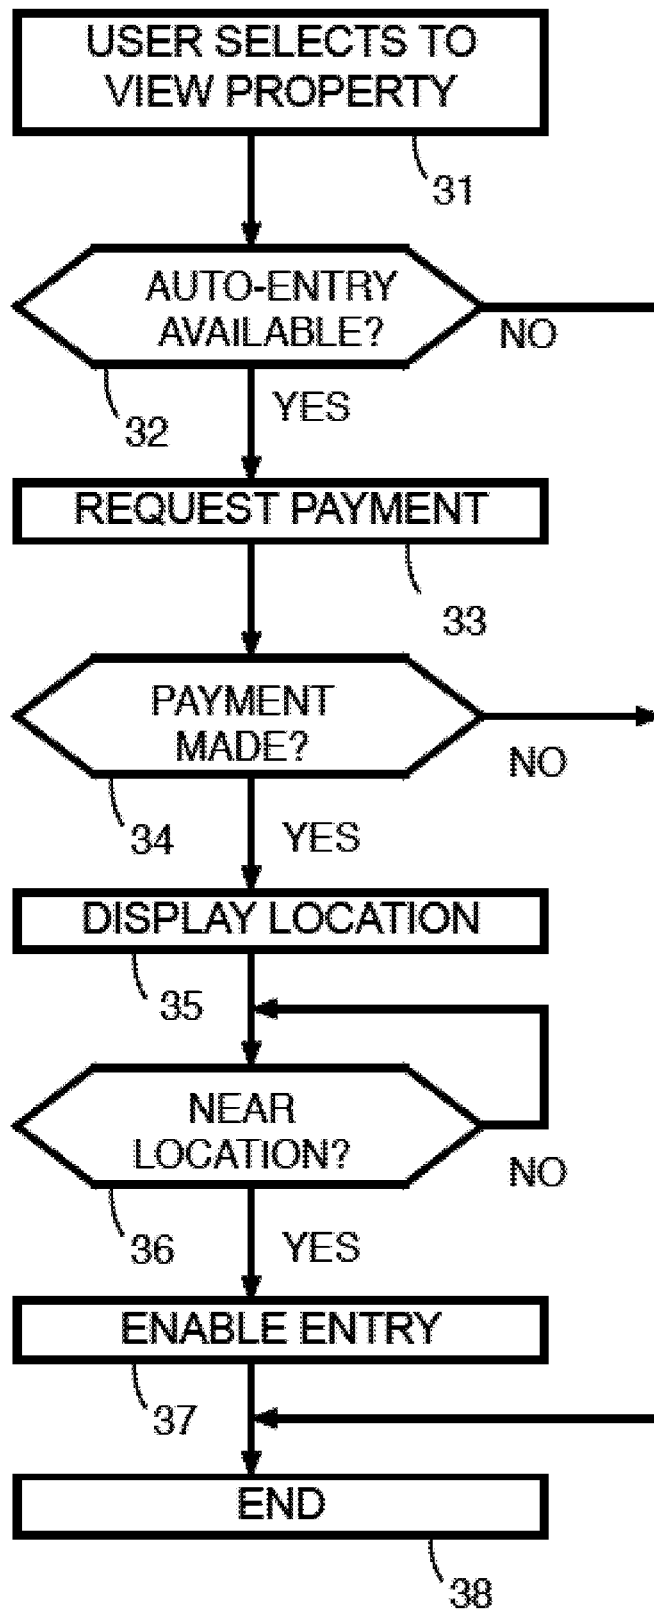 USER SELECTS TO
VIEW PROPERTY
31
AUTO-ENTRY
AVAILABLE?
NO
32
YES
REQUEST PAYMENT
33
PAYMENT
MADE?
NO
34
YES
DISPLAY LOCATION
35
NEAR
LOCATION?
NO
36
YES
ENABLE ENTRY
37
END
38